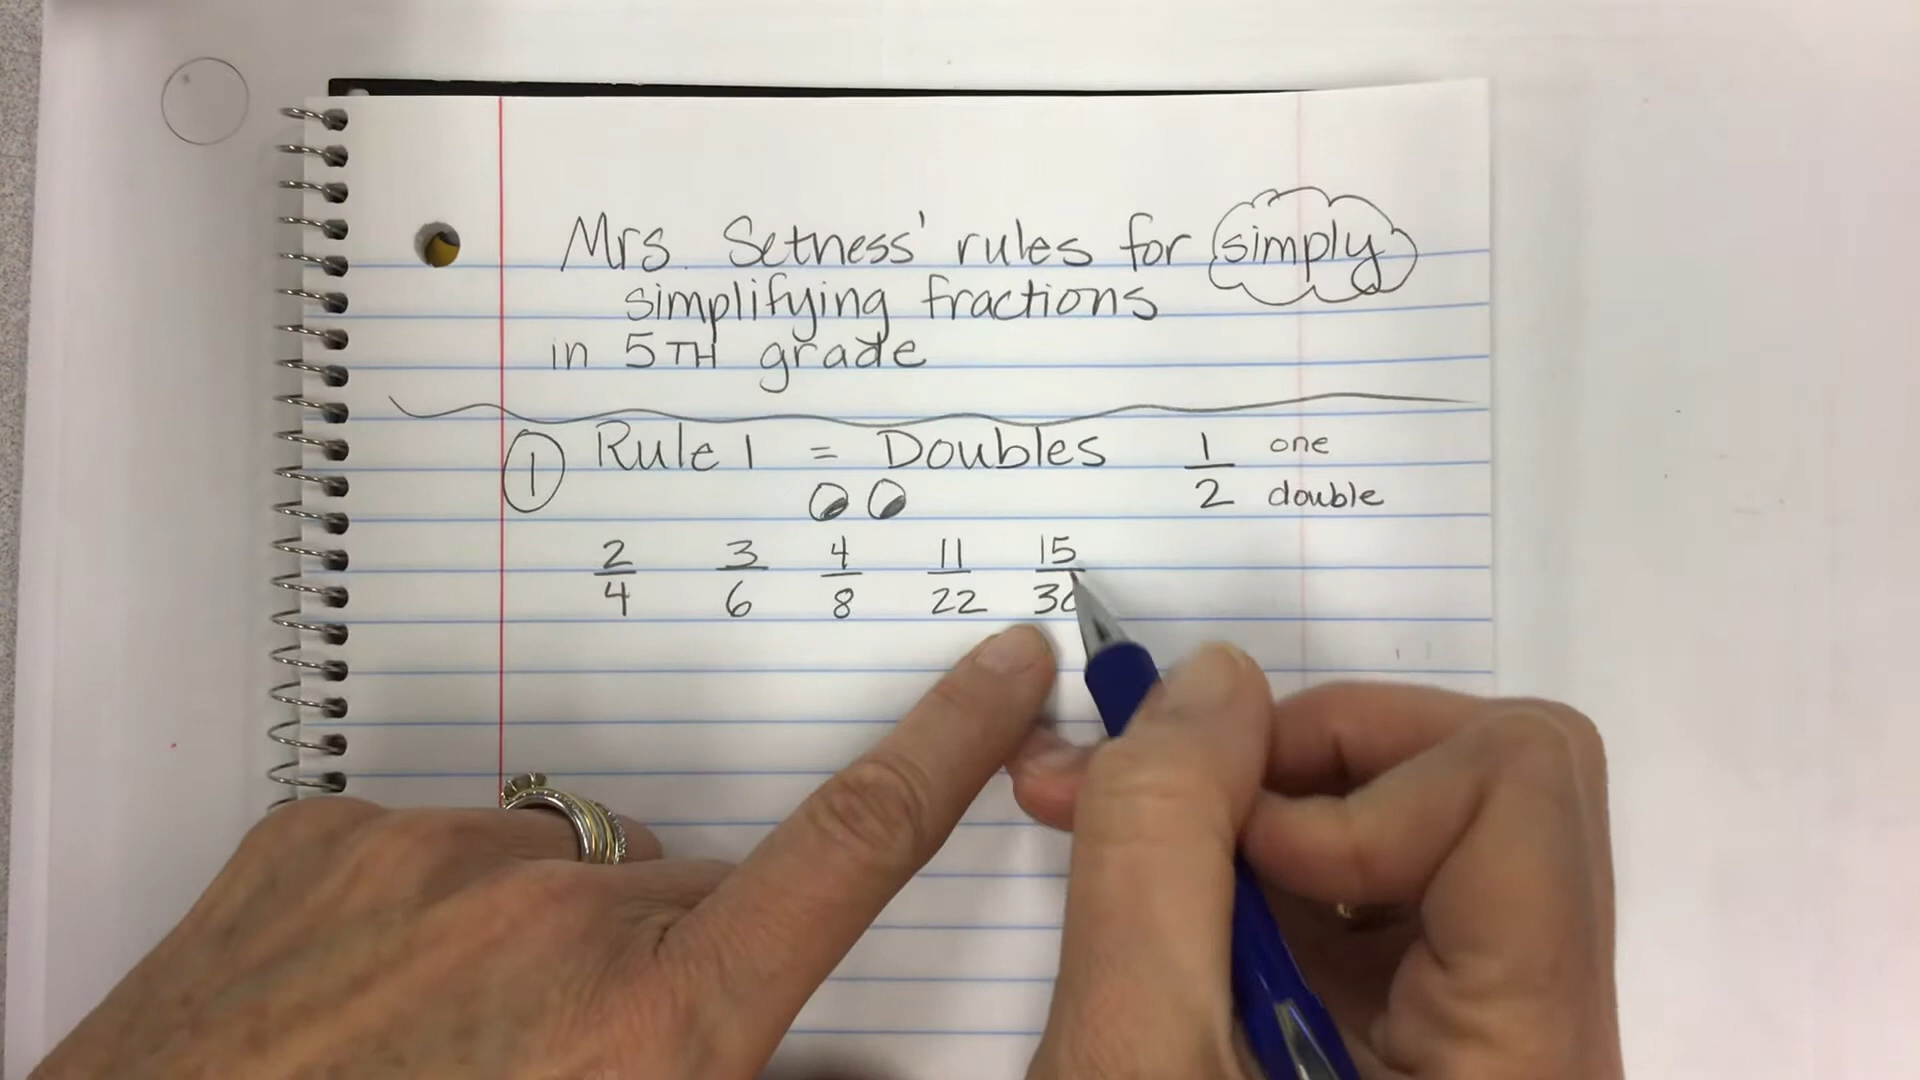 Mrs. Setness' rules for simply
simplifying fractions
in 5TH grade
1 Rule 1 = Doubles
1 one
2 double
2 3 4 11 15
4 6 8 22